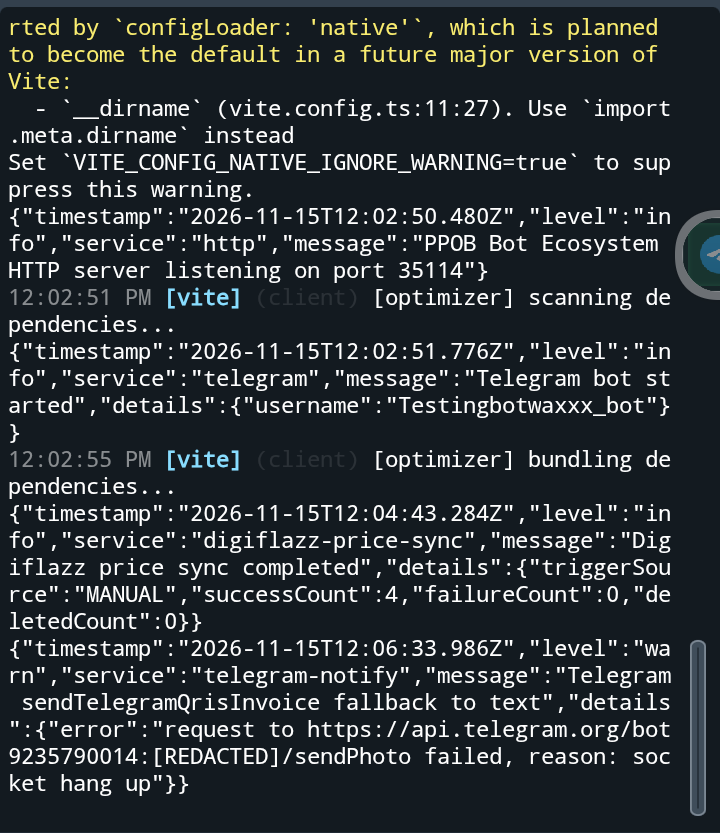 rted by `configLoader: 'native'`, which is planned
to become the default in a future major version of
Vite:
  - `__dirname` (vite.config.ts:11:27). Use `import
.meta.dirname` instead
Set `VITE_CONFIG_NATIVE_IGNORE_WARNING=true` to sup
press this warning.
{"timestamp":"2026-11-15T12:02:50.480Z","level":"in
fo","service":"http","message":"PPOB Bot Ecosystem
HTTP server listening on port 35114"}
12:02:51 PM [vite] (client) [optimizer] scanning de
pendencies...
{"timestamp":"2026-11-15T12:02:51.776Z","level":"in
fo","service":"telegram","message":"Telegram bot st
arted","details":{"username":"Testingbotwaxxx_bot"}
}
12:02:55 PM [vite] (client) [optimizer] bundling de
pendencies...
{"timestamp":"2026-11-15T12:04:43.284Z","level":"in
fo","service":"digiflazz-price-sync","message":"Dig
iflazz price sync completed","details":{"triggerSou
rce":"MANUAL","successCount":4,"failureCount":0,"de
letedCount":0}}
{"timestamp":"2026-11-15T12:06:33.986Z","level":"wa
rn","service":"telegram-notify","message":"Telegram
 sendTelegramQrisInvoice fallback to text","details
":{"error":"request to https://api.telegram.org/bot
9235790014:[REDACTED]/sendPhoto failed, reason: soc
ket hang up"}}